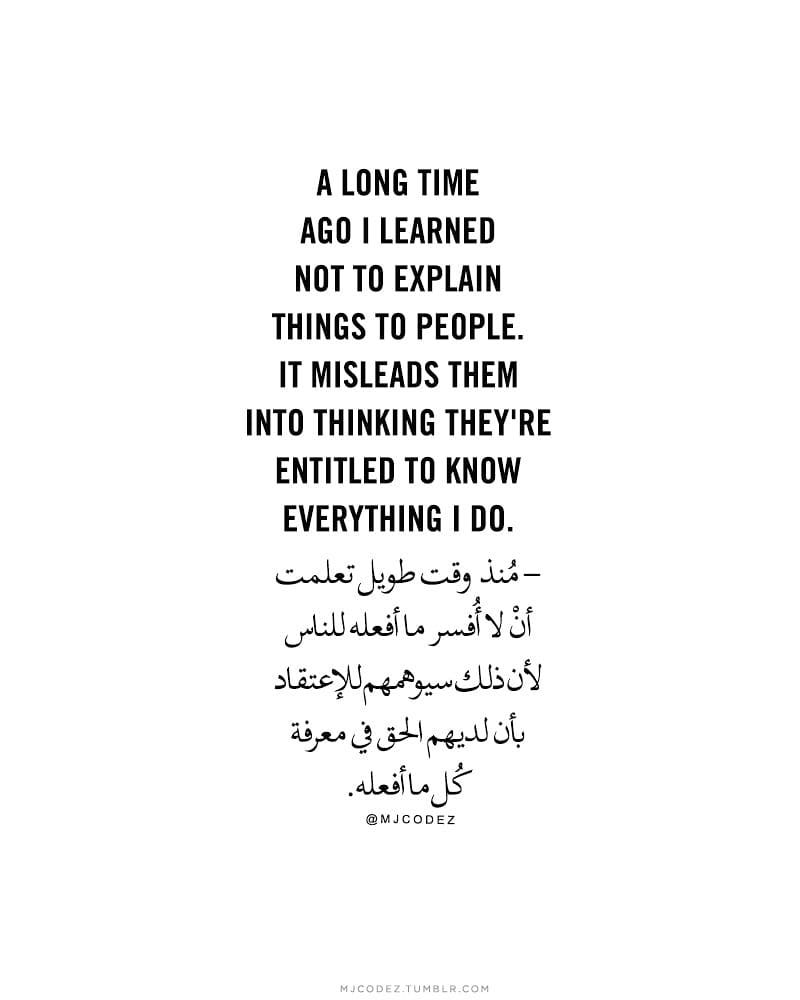 A LONG TIME
AGO I LEARNED
NOT TO EXPLAIN
THINGS TO PEOPLE.
IT MISLEADS THEM
INTO THINKING THEY'RE
ENTITLED TO KNOW
EVERYTHING I DO.
– مُنذ وقت طويل تعلمت
أنْ لا أُفسر ما أفعله للناس
لأن ذلك سيوهمهم للإعتقاد
بأن لديهم الحق في معرفة
كُل ما أفعله.
@MJCODEZ
MJCODEZ.TUMBLR.COM